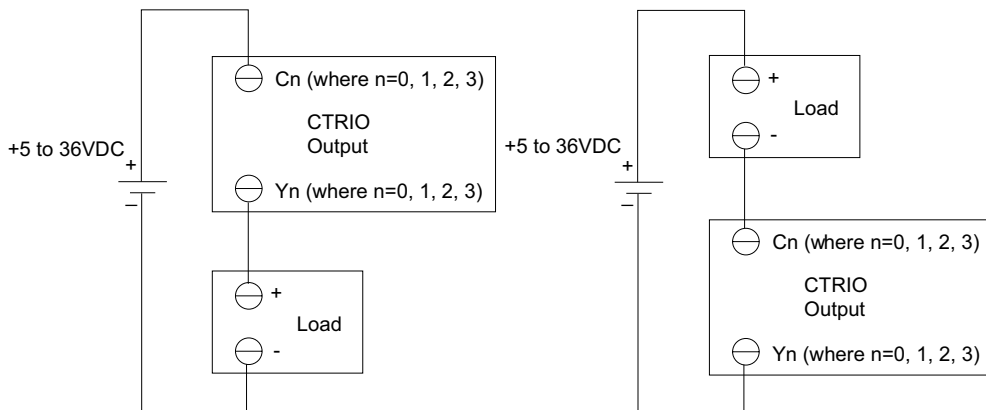 Cn (where n=0, 1, 2, 3)
CTRIO
Output
+5 to 36VDC
+
–
Yn (where n=0, 1, 2, 3)
+
Load
-
+
Load
-
+5 to 36VDC
+
–
Cn (where n=0, 1, 2, 3)
CTRIO
Output
Yn (where n=0, 1, 2, 3)